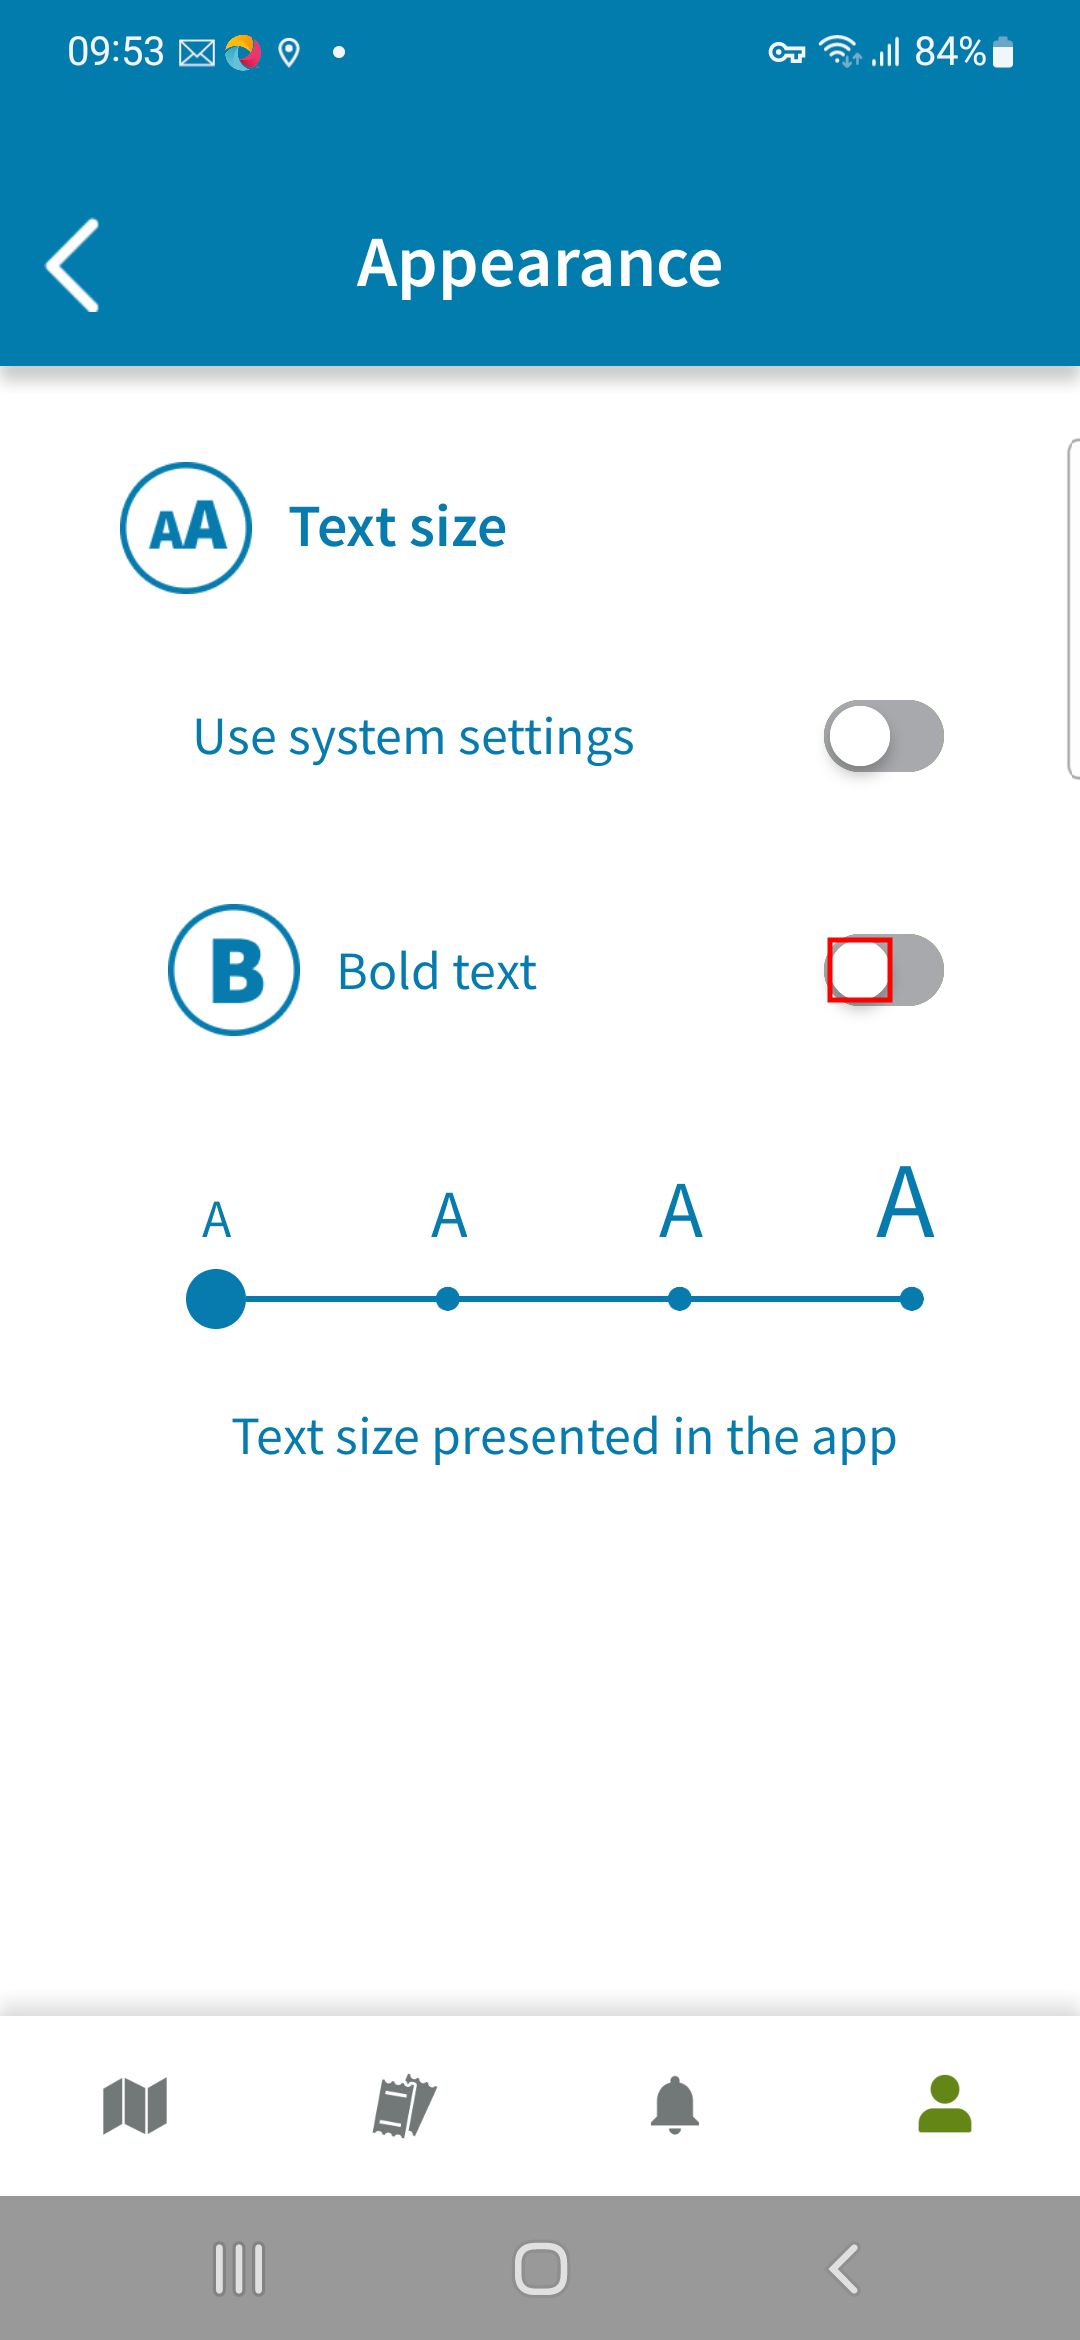 09:53
84%
Appearance
AA
Text size
Use system settings
B
Bold text
A A A A
Text size presented in the app